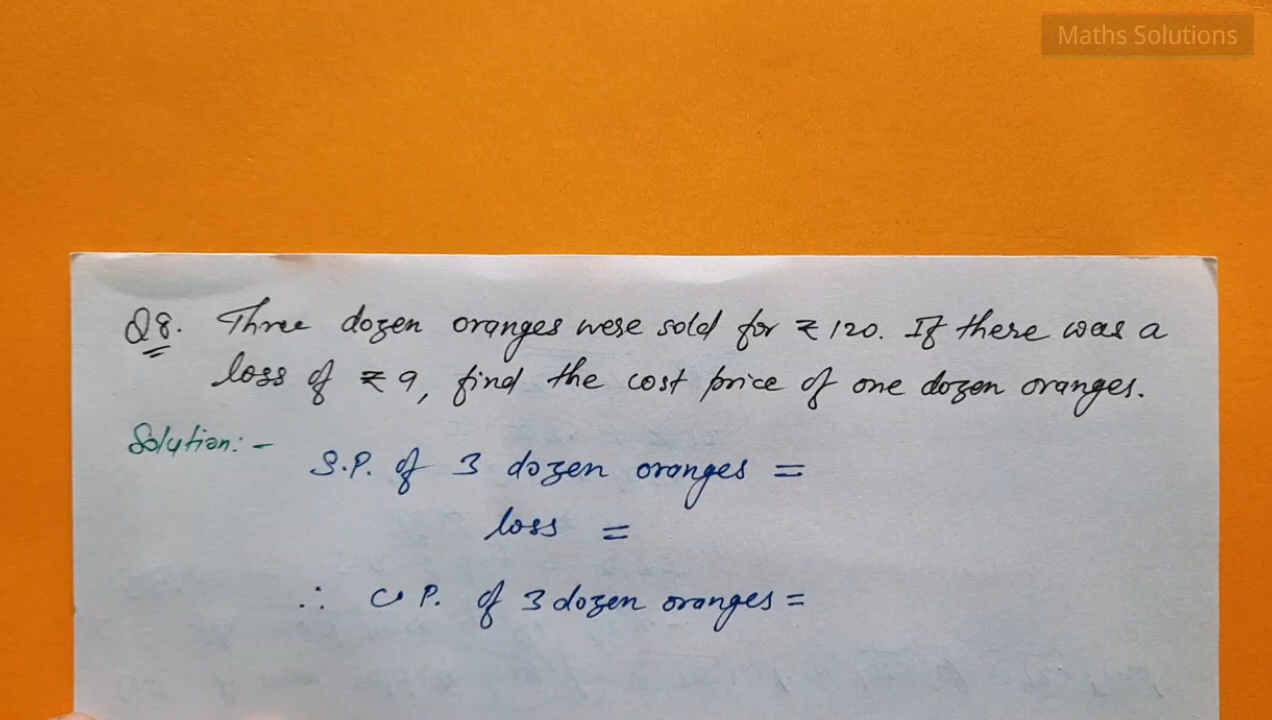 Maths Solutions
Q8. Three dozen oranges were sold for ₹ 120. If there was a
loss of ₹ 9, find the cost price of one dozen oranges.
Solution:-
S.P. of 3 dozen oranges =
loss =
∴ C.P. of 3 dozen oranges =